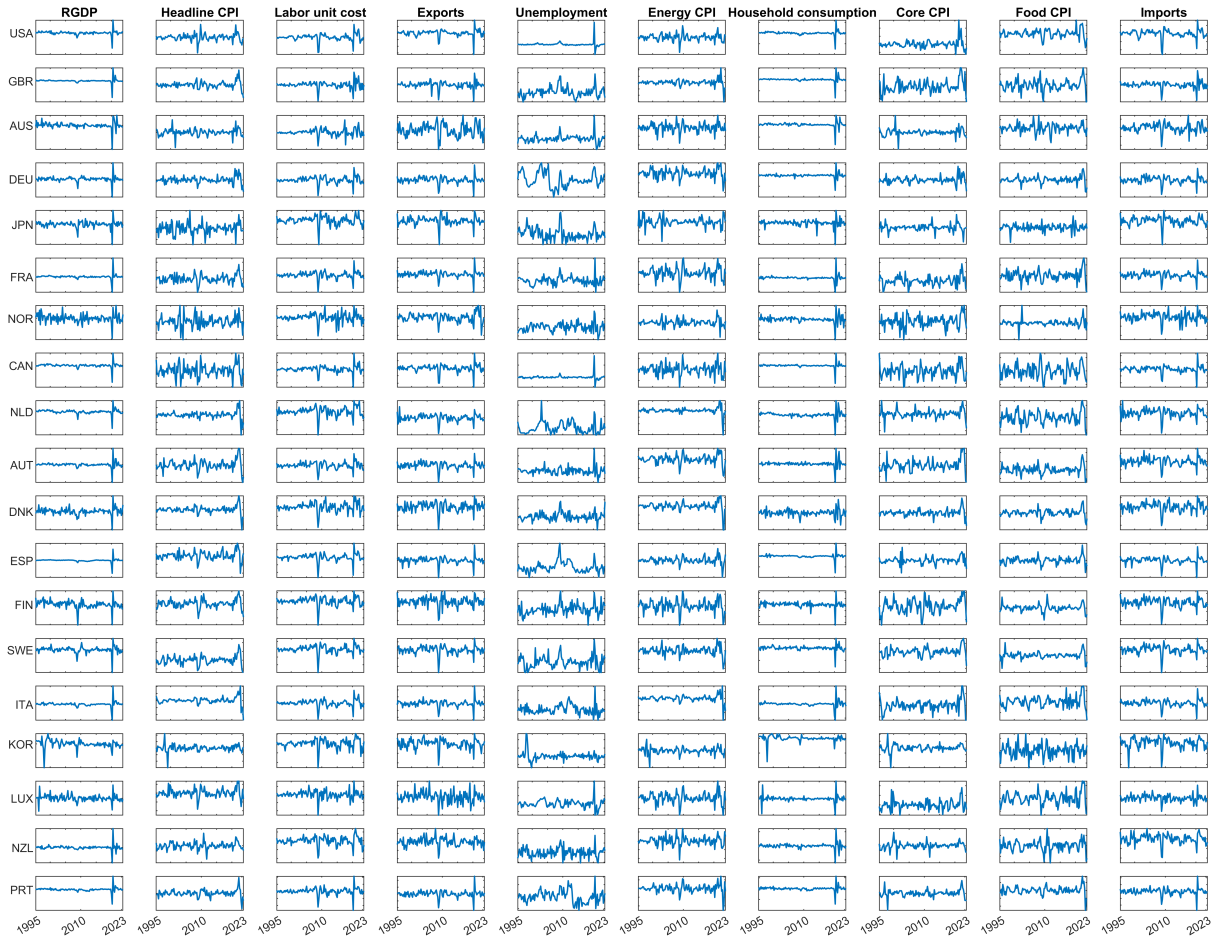 RGDP Headline CPI Labor unit cost Exports Unemployment Energy CPI Household consumption Core CPI Food CPI Imports
USA
GBR
AUS
DEU
JPN
FRA
NOR
CAN
NLD
AUT
DNK
ESP
FIN
SWE
ITA
KOR
LUX
NZL
PRT
1995 2010 2023 1995 2010 2023 1995 2010 2023 1995 2010 2023 1995 2010 2023 1995 2010 2023 1995 2010 2023 1995 2010 2023 1995 2010 2023 1995 2010 2023